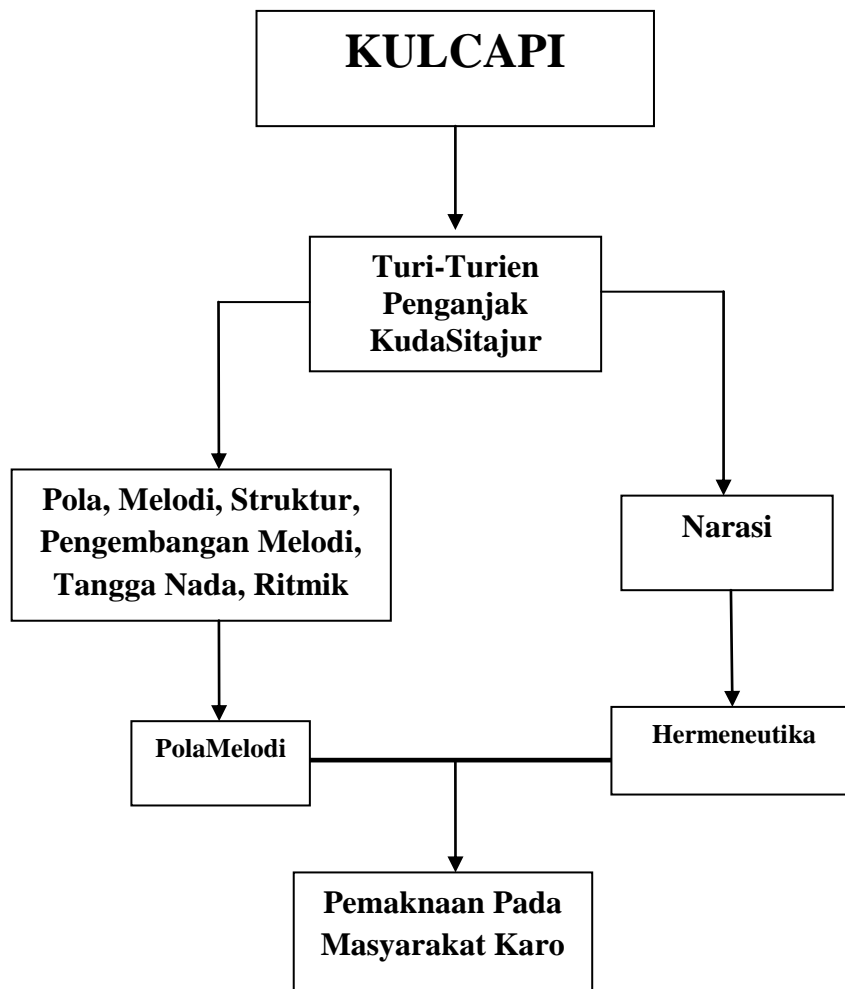 KULCAPI
Turi-Turien
Penganjak
KudaSitajur
Pola, Melodi, Struktur,
Pengembangan Melodi,
Tangga Nada, Ritmik
Narasi
PolaMelodi
Hermeneutika
Pemaknaan Pada
Masyarakat Karo